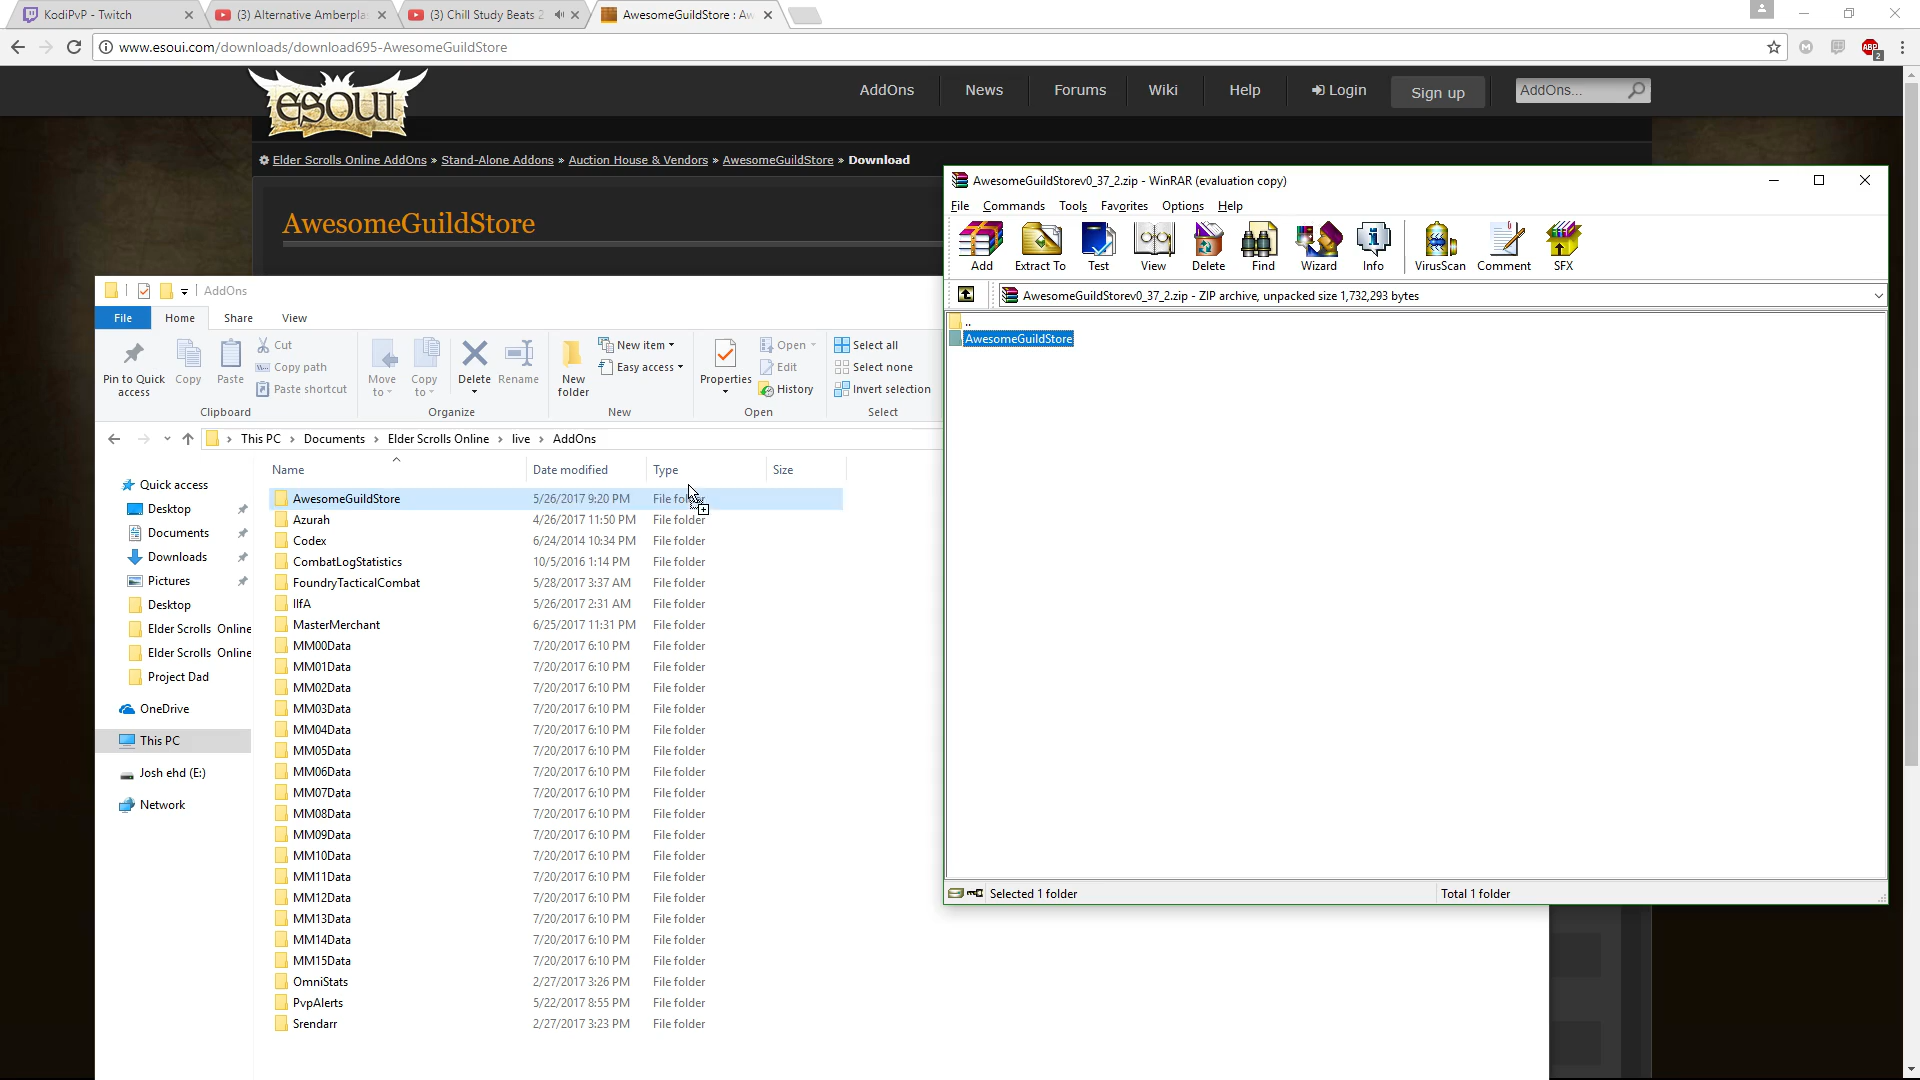 KodiPvP - Twitch
(3) Alternative Amberpla
(3) Chill Study Beats 2
AwesomeGuildStore : Aw
www.esoui.com/downloads/download695-AwesomeGuildStore
ABP
2
esoui
AddOns
News
Forums
Wiki
Help
Login
Sign up
AddOns...
Elder Scrolls Online AddOns » Stand-Alone Addons » Auction House & Vendors » AwesomeGuildStore » Download
AwesomeGuildStore
AddOns
File
Home
Share
View
Pin to Quick access
Copy
Paste
Cut
Copy path
Paste shortcut
Clipboard
Move to
Copy to
Delete
Rename
Organize
New folder
New item
Easy access
New
Properties
Open
Edit
History
Open
Select all
Select none
Invert selection
Select
This PC > Documents > Elder Scrolls Online > live > AddOns
Quick access
Desktop
Documents
Downloads
Pictures
Desktop
Elder Scrolls Online
Elder Scrolls Online
Project Dad
OneDrive
This PC
Josh ehd (E:)
Network
Name Date modified Type Size
AwesomeGuildStore 5/26/2017 9:20 PM File folder
Azurah 4/26/2017 11:50 PM File folder
Codex 6/24/2014 10:34 PM File folder
CombatLogStatistics 10/5/2016 1:14 PM File folder
FoundryTacticalCombat 5/28/2017 3:37 AM File folder
IIfA 5/26/2017 2:31 AM File folder
MasterMerchant 6/25/2017 11:31 PM File folder
MM00Data 7/20/2017 6:10 PM File folder
MM01Data 7/20/2017 6:10 PM File folder
MM02Data 7/20/2017 6:10 PM File folder
MM03Data 7/20/2017 6:10 PM File folder
MM04Data 7/20/2017 6:10 PM File folder
MM05Data 7/20/2017 6:10 PM File folder
MM06Data 7/20/2017 6:10 PM File folder
MM07Data 7/20/2017 6:10 PM File folder
MM08Data 7/20/2017 6:10 PM File folder
MM09Data 7/20/2017 6:10 PM File folder
MM10Data 7/20/2017 6:10 PM File folder
MM11Data 7/20/2017 6:10 PM File folder
MM12Data 7/20/2017 6:10 PM File folder
MM13Data 7/20/2017 6:10 PM File folder
MM14Data 7/20/2017 6:10 PM File folder
MM15Data 7/20/2017 6:10 PM File folder
OmniStats 2/27/2017 3:26 PM File folder
PvpAlerts 5/22/2017 8:55 PM File folder
Srendarr 2/27/2017 3:23 PM File folder
AwesomeGuildStorev0_37_2.zip - WinRAR (evaluation copy)
File Commands Tools Favorites Options Help
Add
Extract To
Test
View
Delete
Find
Wizard
Info
VirusScan
Comment
SFX
AwesomeGuildStorev0_37_2.zip - ZIP archive, unpacked size 1,732,293 bytes
..
AwesomeGuildStore
Selected 1 folder
Total 1 folder